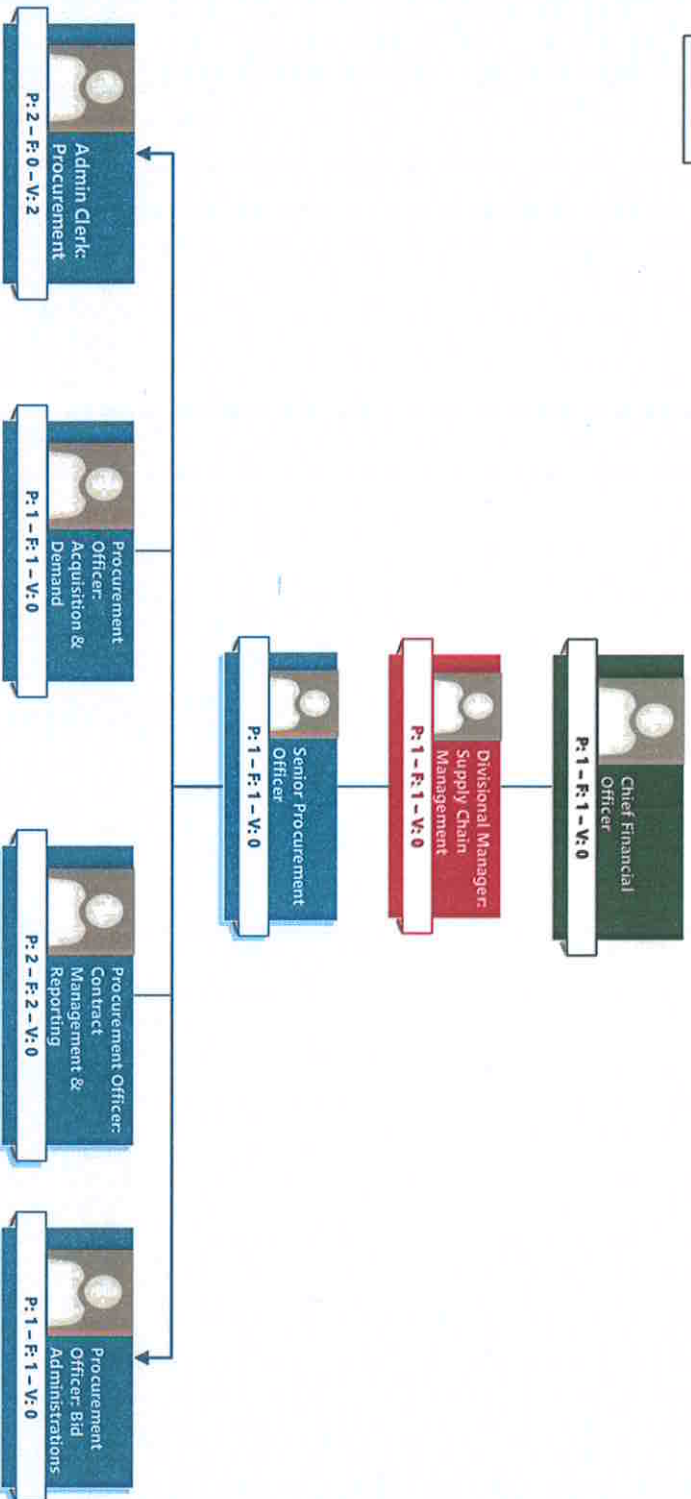 Chief Financial
Officer
P: 1 – F: 1 – V: 0
Divisional Manager:
Supply Chain
Management
P: 1 – F: 1 – V: 0
Senior Procurement
Officer
P: 1 – F: 1 – V: 0
Admin Clerk:
Procurement
P: 2 – F: 0 – V: 2
Procurement
Officer:
Acquisition &
Demand
P: 1 – F: 1 – V: 0
Procurement Officer:
Contract
Management &
Reporting
P: 2 – F: 2 – V: 0
Procurement
Officer: Bid
Administrations
P: 1 – F: 1 – V: 0